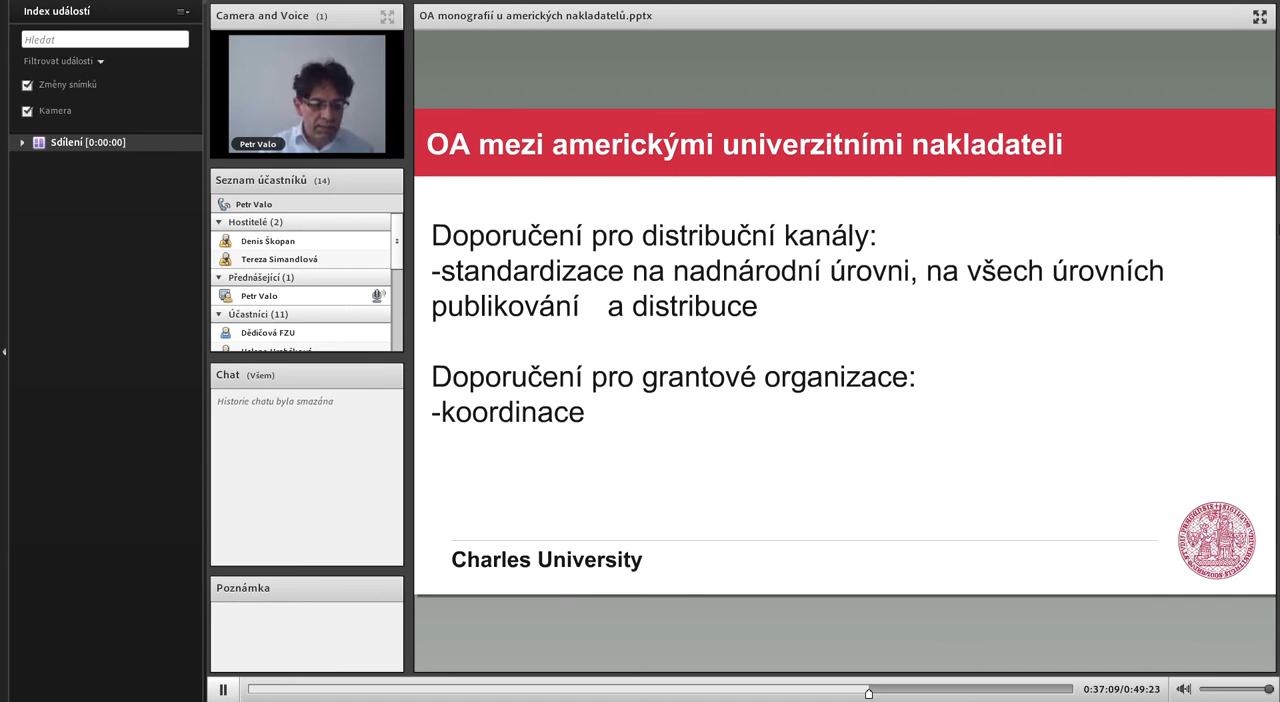 Index událostí
Hledat
Filtrovat události
Změny snímků
Kamera
Sdílení [0:00:00]
Camera and Voice (1)
Petr Valo
Seznam účastníků (14)
Petr Valo
Hostitelé (2)
Denis Škopan
Tereza Simandlová
Přednášející (1)
Petr Valo
Účastníci (11)
Dědičová FZU
Chat (Všem)
Historie chatu byla smazána
Poznámka
OA monografií u amerických nakladatelů.pptx
OA mezi americkými univerzitními nakladateli
Doporučení pro distribuční kanály:
-standardizace na nadnárodní úrovni, na všech úrovních
publikování a distribuce
Doporučení pro grantové organizace:
-koordinace
Charles University
0:37:09/0:49:23